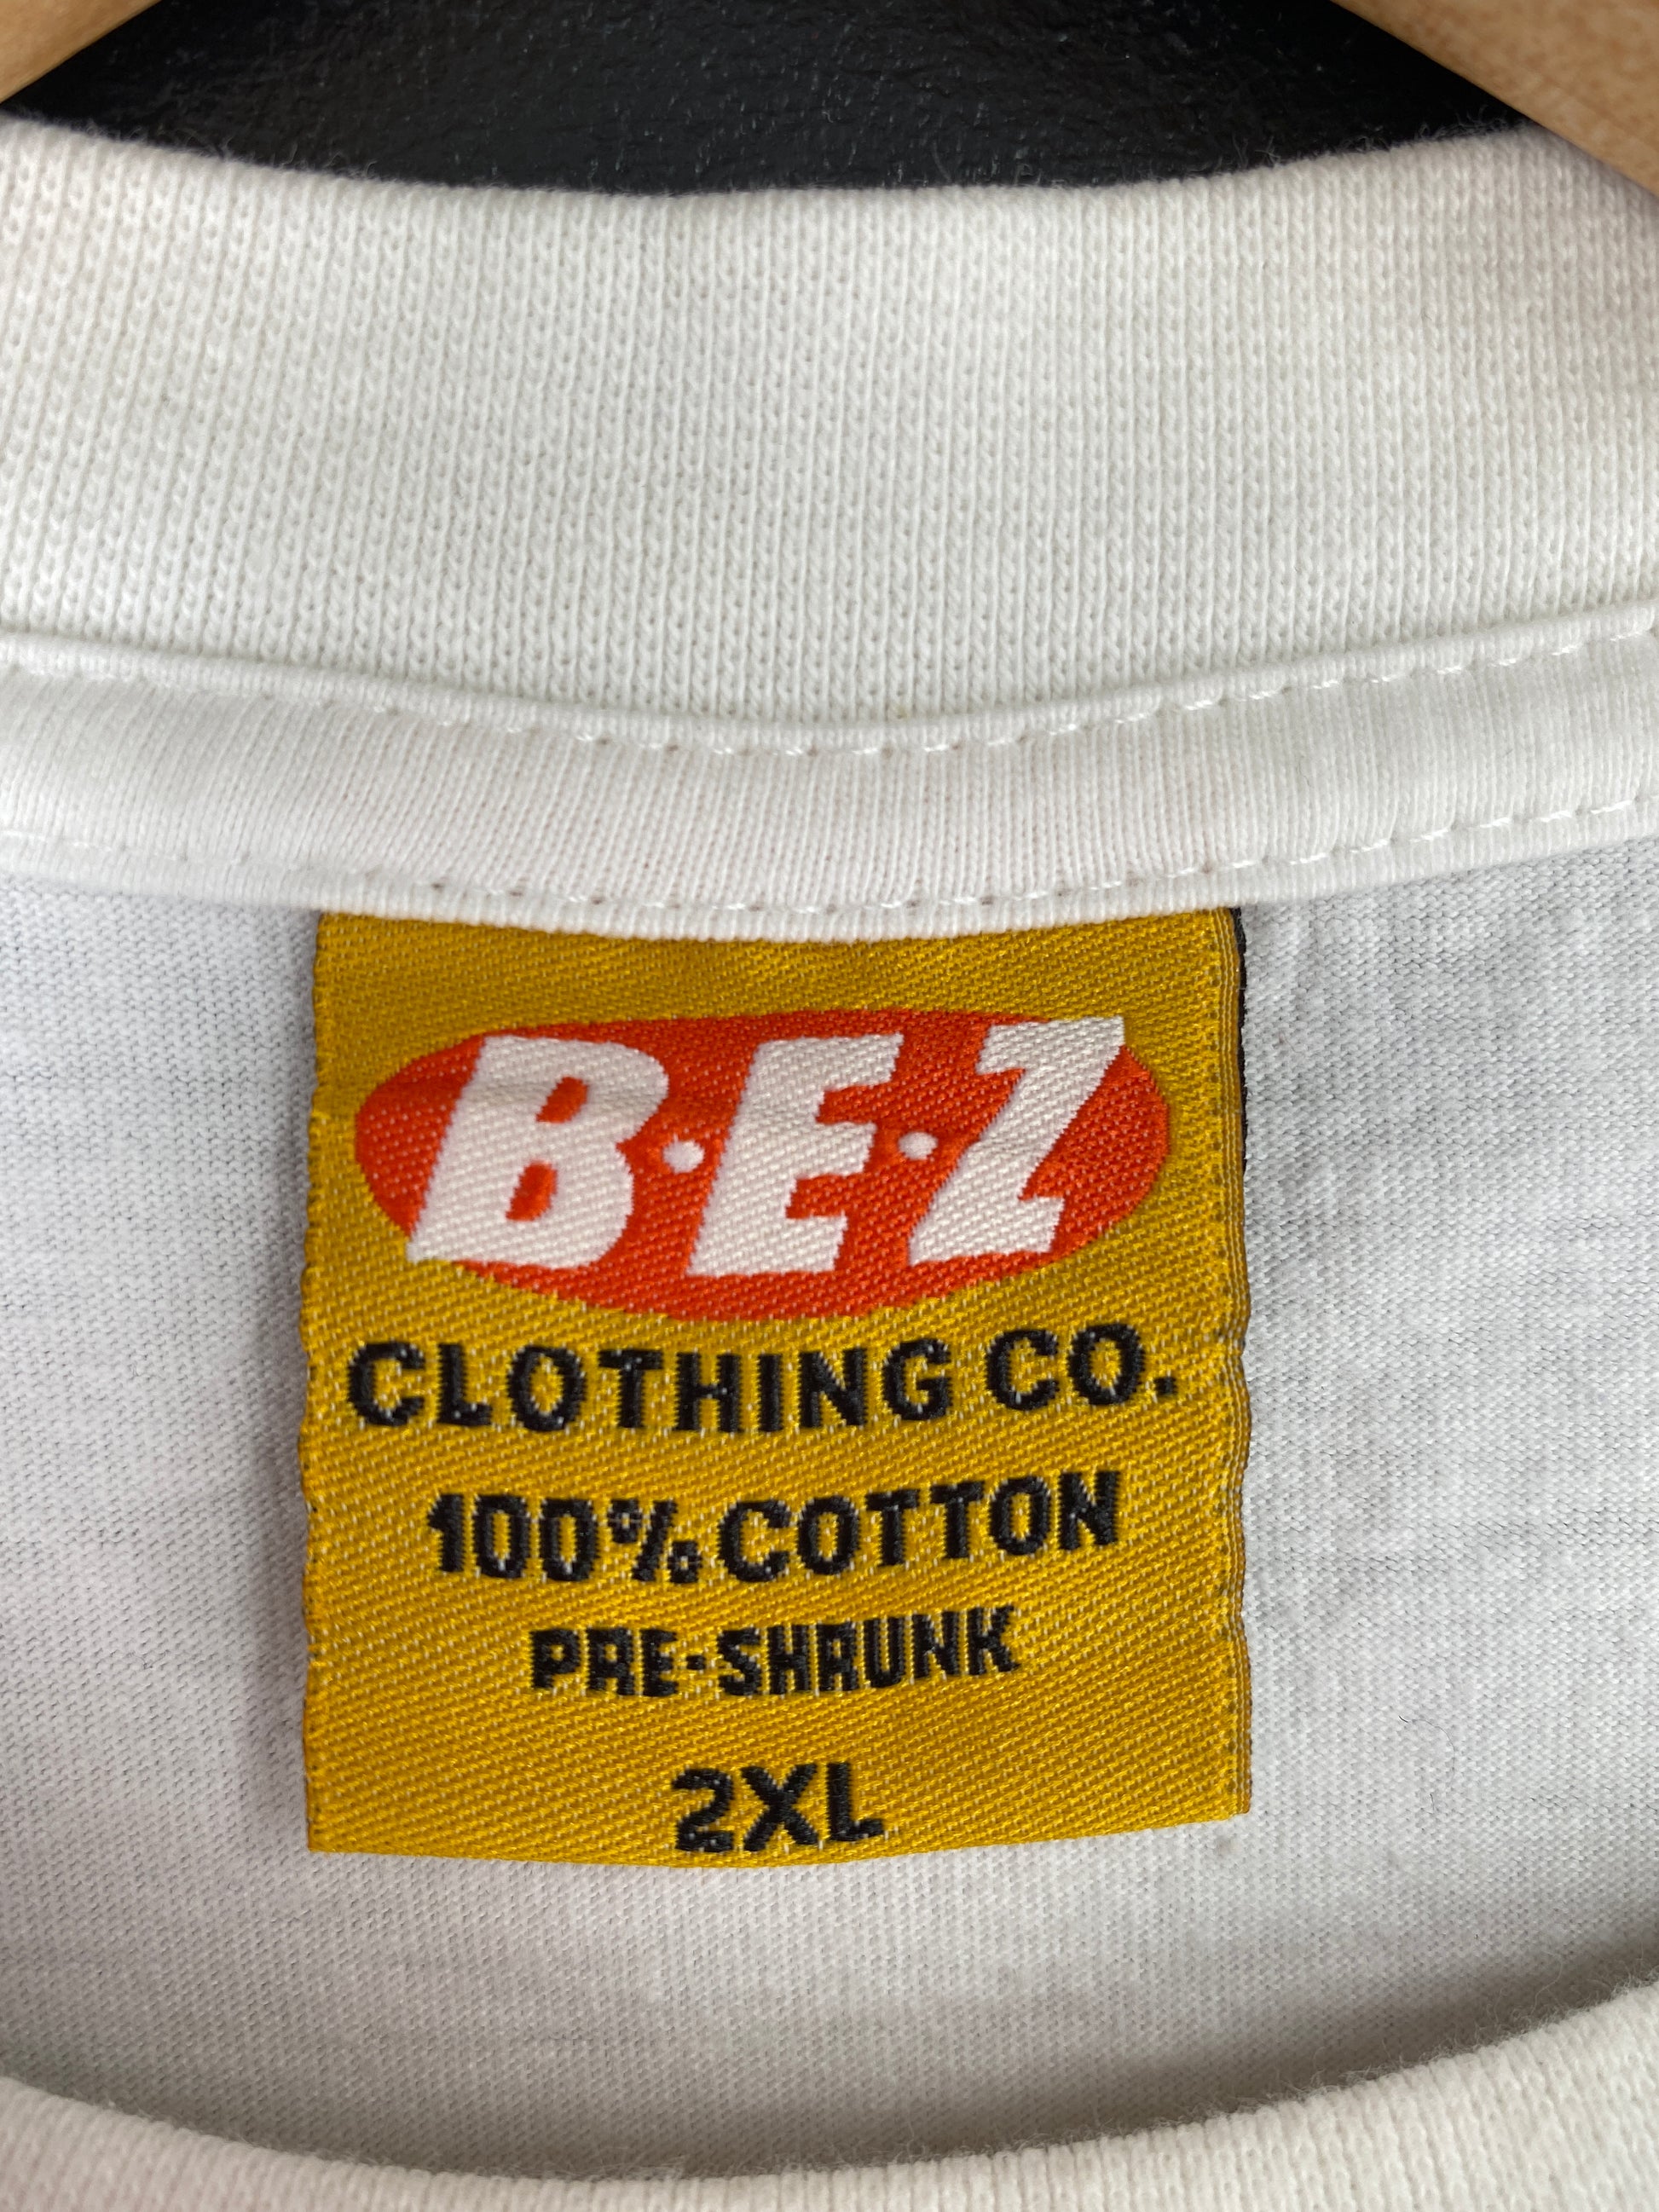 B·E·Z
CLOTHING CO.
100% COTTON
PRE-SHRUNK
2XL